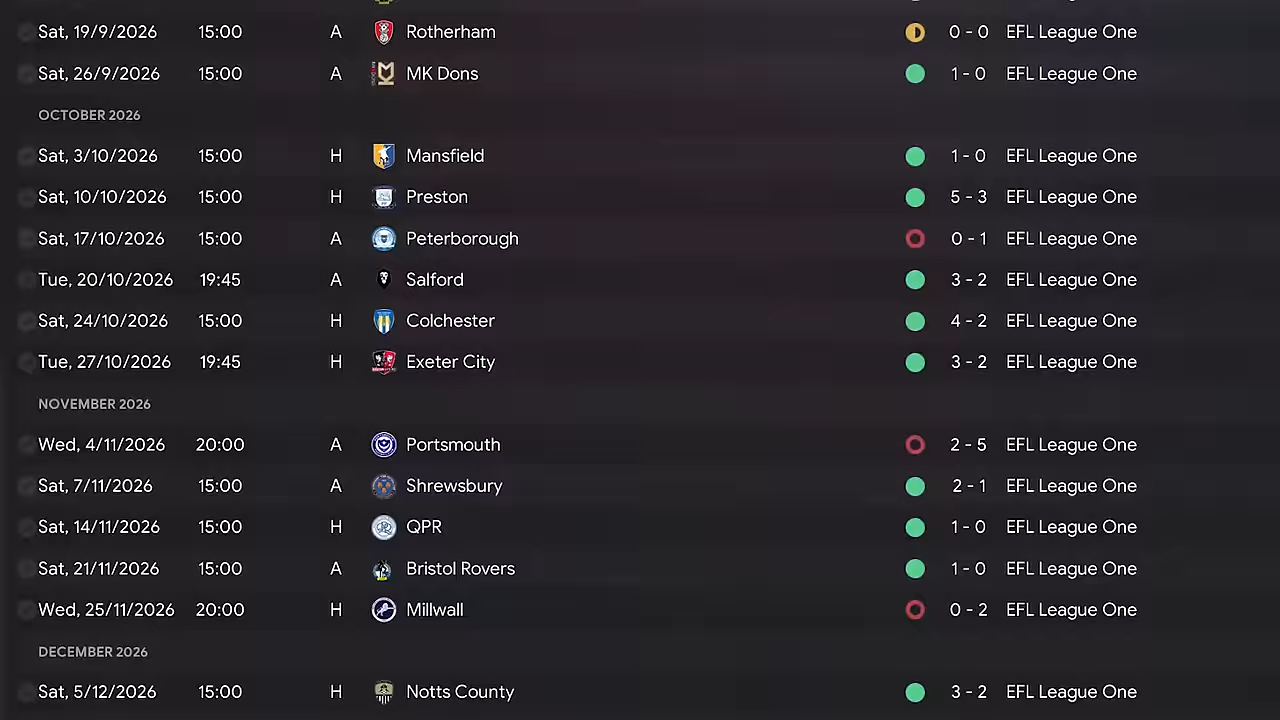 Sat, 19/9/2026 15:00 A Rotherham 0 - 0 EFL League One
Sat, 26/9/2026 15:00 A MK Dons 1 - 0 EFL League One
OCTOBER 2026
Sat, 3/10/2026 15:00 H Mansfield 1 - 0 EFL League One
Sat, 10/10/2026 15:00 H Preston 5 - 3 EFL League One
Sat, 17/10/2026 15:00 A Peterborough 0 - 1 EFL League One
Tue, 20/10/2026 19:45 A Salford 3 - 2 EFL League One
Sat, 24/10/2026 15:00 H Colchester 4 - 2 EFL League One
Tue, 27/10/2026 19:45 H Exeter City 3 - 2 EFL League One
NOVEMBER 2026
Wed, 4/11/2026 20:00 A Portsmouth 2 - 5 EFL League One
Sat, 7/11/2026 15:00 A Shrewsbury 2 - 1 EFL League One
Sat, 14/11/2026 15:00 H QPR 1 - 0 EFL League One
Sat, 21/11/2026 15:00 A Bristol Rovers 1 - 0 EFL League One
Wed, 25/11/2026 20:00 H Millwall 0 - 2 EFL League One
DECEMBER 2026
Sat, 5/12/2026 15:00 H Notts County 3 - 2 EFL League One